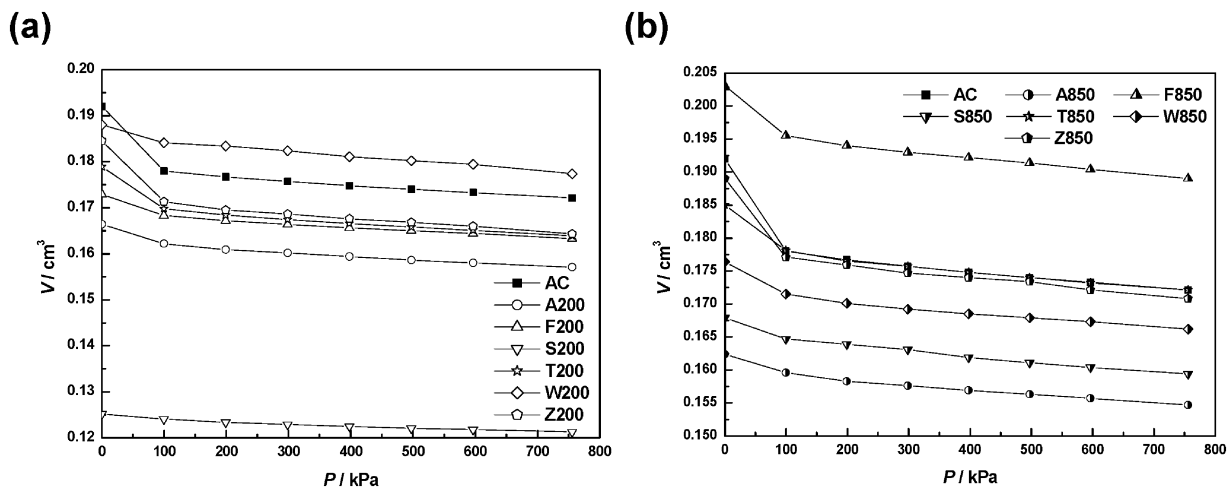 (a)
0.20
0.19
0.18
0.17
0.16
0.15
0.14
0.13
0.12
V / cm³
0 100 200 300 400 500 600 700 800
P / kPa
AC
A200
F200
S200
T200
W200
Z200
(b)
0.205
0.200
0.195
0.190
0.185
0.180
0.175
0.170
0.165
0.160
0.155
0.150
V / cm³
0 100 200 300 400 500 600 700 800
P / kPa
AC A850 F850
S850 T850 W850
Z850